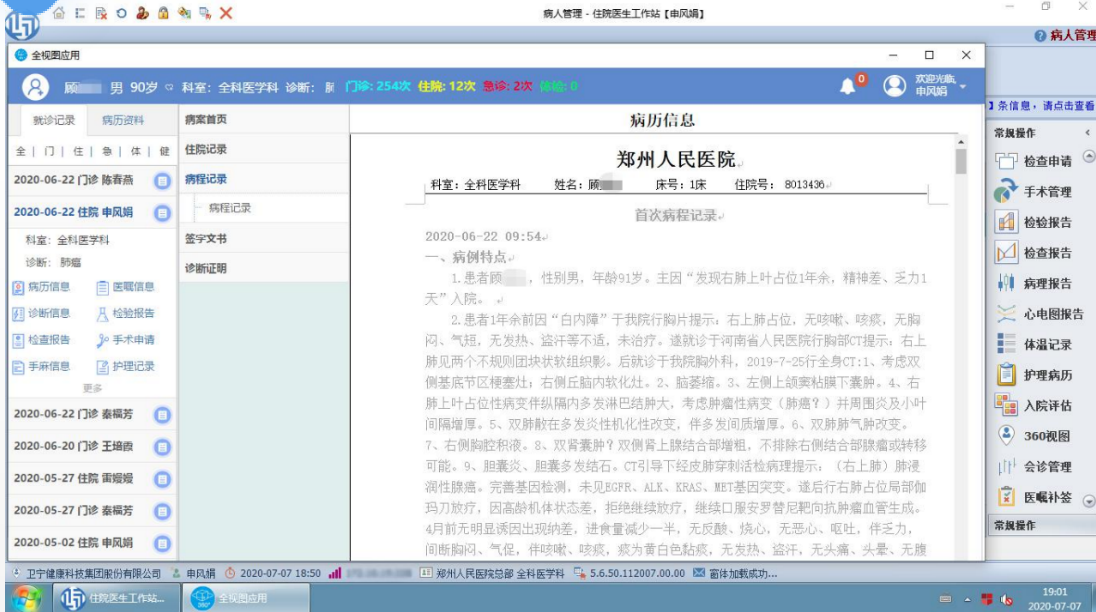 病人管理 - 住院医生工作站【申风娟】
病人管理
全视图应用
顾 男 90岁 科室：全科医学科 诊断： 门诊：254次 住院：12次 急诊：2次 体检：0
0
欢迎光临，
申风娟
】条信息，请点击查看
就诊记录 病历资料
全 | 门 | 住 | 急 | 体 | 健
2020-06-22 门诊 陈春燕
2020-06-22 住院 申风娟
科室：全科医学科
诊断：肺癌
病历信息 医嘱信息
诊断信息 检验报告
检查报告 手术申请
手麻信息 护理记录
更多
2020-06-22 门诊 秦福芳
2020-06-20 门诊 王培霞
2020-05-27 住院 雷嫚嫚
2020-05-27 门诊 秦福芳
2020-05-02 住院 申风娟
病案首页
住院记录
病程记录
病程记录
签字文书
诊断证明
病历信息
郑州人民医院
科室：全科医学科 姓名：顾 床号：1床 住院号： 8013436
首次病程记录
2020-06-22 09:54
一、病例特点
1.患者顾 ，性别男，年龄91岁。主因“发现右肺上叶占位1年余，精神差、乏力1
天”入院。
2.患者1年余前因“白内障”于我院行胸片提示：右上肺占位，无咳嗽、咳痰，无胸
闷、气短，无发热、盗汗等不适，未治疗。遂就诊于河南省人民医院行胸部CT提示：右上
肺见两个不规则团块状软组织影。后就诊于我院胸外科，2019-7-25行全身CT:1、考虑双
侧基底节区梗塞灶；右侧丘脑内软化灶。2、脑萎缩。3、左侧上颌窦粘膜下囊肿。4、右
肺上叶占位性病变伴纵隔内多发淋巴结肿大，考虑肿瘤性病变（肺癌？）并周围炎及小叶
间隔增厚。5、双肺散在多发炎性机化性改变，伴多发间质增厚。6、双肺肺气肿改变。
7、右侧胸腔积液。8、双肾囊肿？双侧肾上腺结合部增粗，不排除右侧结合部腺瘤或转移
可能。9、胆囊炎、胆囊多发结石。CT引导下经皮肺穿刺活检病理提示：（右上肺）肺浸
润性腺癌。完善基因检测，未见EGFR、ALK、KRAS、MET基因突变。遂后行右肺占位局部伽
玛刀放疗，因高龄机体状态差，拒绝继续放疗，继续口服安罗替尼靶向抗肿瘤血管生成。
4月前无明显诱因出现纳差，进食量减少一半，无反酸、烧心，无恶心、呕吐，伴乏力，
间断胸闷、气促，伴咳嗽、咳痰，痰为黄白色黏痰，无发热、盗汗，无头痛、头晕、无腹
常规操作
检查申请
手术管理
检验报告
检查报告
病理报告
心电图报告
体温记录
护理病历
入院评估
360视图
会诊管理
医嘱补签
常规操作
卫宁健康科技集团股份有限公司 申风娟 2020-07-07 18:50 郑州人民医院总部 全科医学科 5.6.50.112007.00.00 窗体加载成功...
住院医生工作站... 全视图应用
19:01
2020-07-07